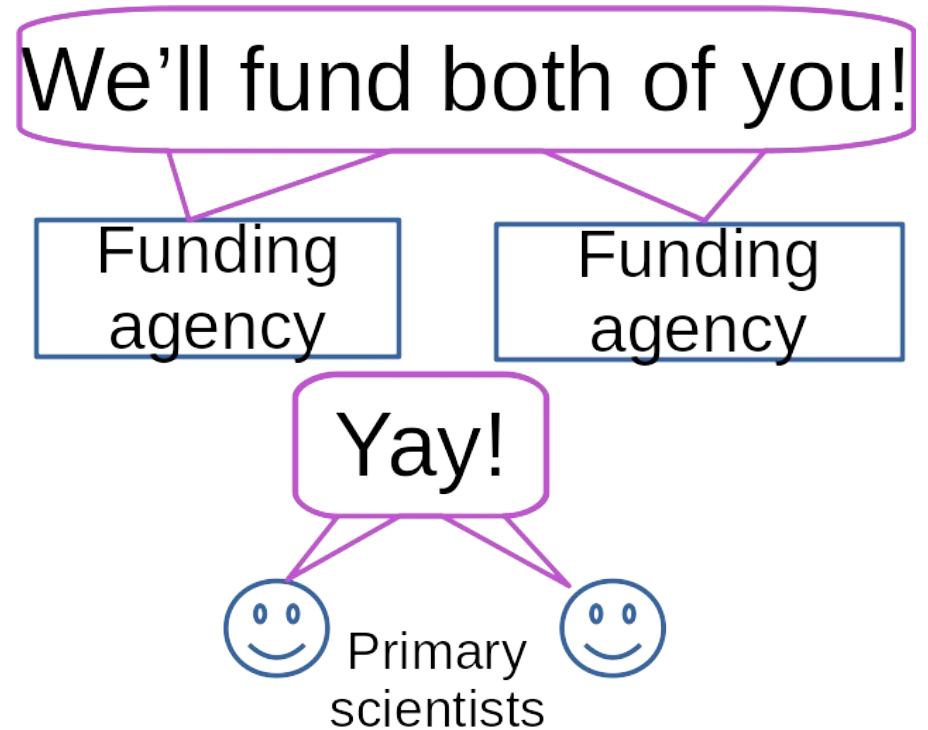 We’ll fund both of you!
Funding
agency
Funding
agency
Yay!
Primary
scientists